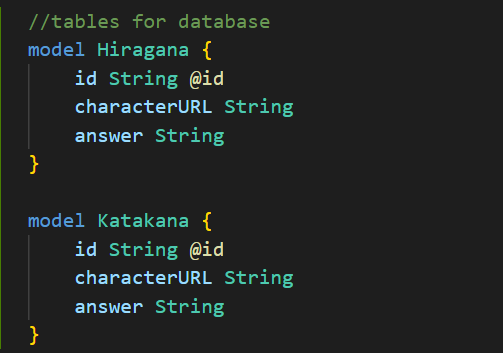 //tables for database
model Hiragana {
    id String @id
    characterURL String
    answer String
}

model Katakana {
    id String @id
    characterURL String
    answer String
}